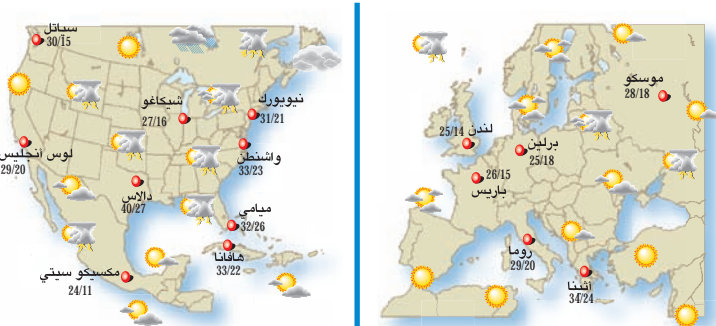 سياتل
30/15
شيكاغو
27/16
نيويورك
31/21
لوس انجليس
29/20
واشنطن
33/23
دالاس
40/27
ميامي
32/26
هافانا
33/22
مكسيكو سيتي
24/11
موسكو
28/18
لندن 25/14
برلين
25/18
26/15
باريس
روما
29/20
اثينا
34/24